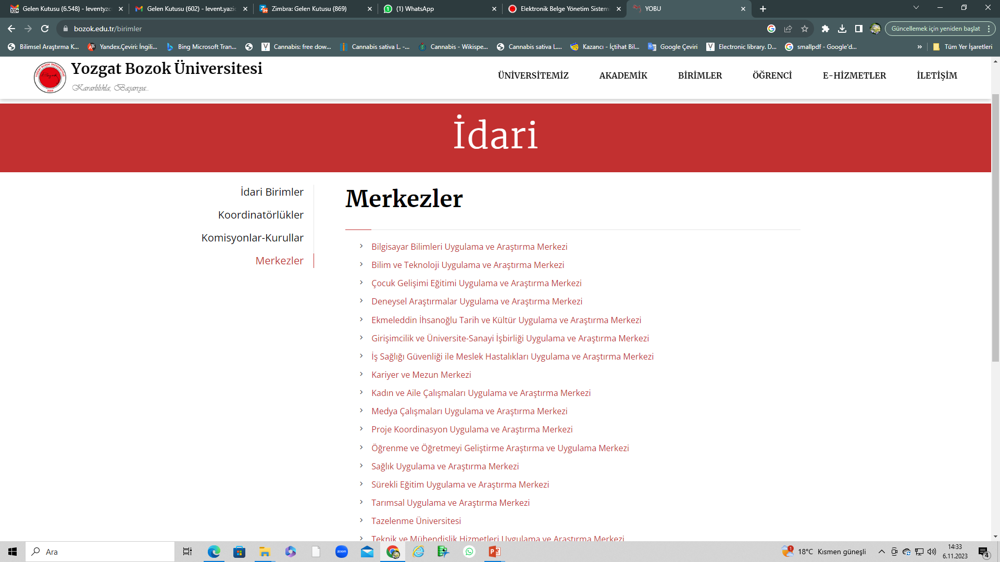 Gelen Kutusu (6.548) - leventyzc
Gelen Kutusu (602) - levent.yazic
Zimbra: Gelen Kutusu (869)
(1) WhatsApp
Elektronik Belge Yönetim Sistem
YOBU
bozok.edu.tr/birimler
Güncellemek için yeniden başlat
Bilimsel Araştırma K...
Yandex.Çeviri: İngili...
Bing Microsoft Tran...
Cannabis: free dow...
Cannabis sativa L. -...
Cannabis - Wikispe...
Cannabis sativa L....
Kazancı - İçtihat Bil...
Google Çeviri
Electronic library. D...
smallpdf - Google'd...
Tüm Yer İşaretleri
Yozgat Bozok Üniversitesi
Kararlılıkla, Başarıya..
ÜNİVERSİTEMİZ
AKADEMİK
BİRİMLER
ÖĞRENCİ
E-HİZMETLER
İLETİŞİM
İdari
İdari Birimler
Koordinatörlükler
Komisyonlar-Kurullar
Merkezler
Merkezler
Bilgisayar Bilimleri Uygulama ve Araştırma Merkezi
Bilim ve Teknoloji Uygulama ve Araştırma Merkezi
Çocuk Gelişimi Eğitimi Uygulama ve Araştırma Merkezi
Deneysel Araştırmalar Uygulama ve Araştırma Merkezi
Ekmeleddin İhsanoğlu Tarih ve Kültür Uygulama ve Araştırma Merkezi
Girişimcilik ve Üniversite-Sanayi İşbirliği Uygulama ve Araştırma Merkezi
İş Sağlığı Güvenliği ile Meslek Hastalıkları Uygulama ve Araştırma Merkezi
Kariyer ve Mezun Merkezi
Kadın ve Aile Çalışmaları Uygulama ve Araştırma Merkezi
Medya Çalışmaları Uygulama ve Araştırma Merkezi
Proje Koordinasyon Uygulama ve Araştırma Merkezi
Öğrenme ve Öğretmeyi Geliştirme Araştırma ve Uygulama Merkezi
Sağlık Uygulama ve Araştırma Merkezi
Sürekli Eğitim Uygulama ve Araştırma Merkezi
Tarımsal Uygulama ve Araştırma Merkezi
Tazelenme Üniversitesi
Teknik ve Mühendislik Hizmetleri Uygulama ve Araştırma Merkezi
Ara
zoom
18°C Kısmen güneşli
14:33
6.11.2023
4